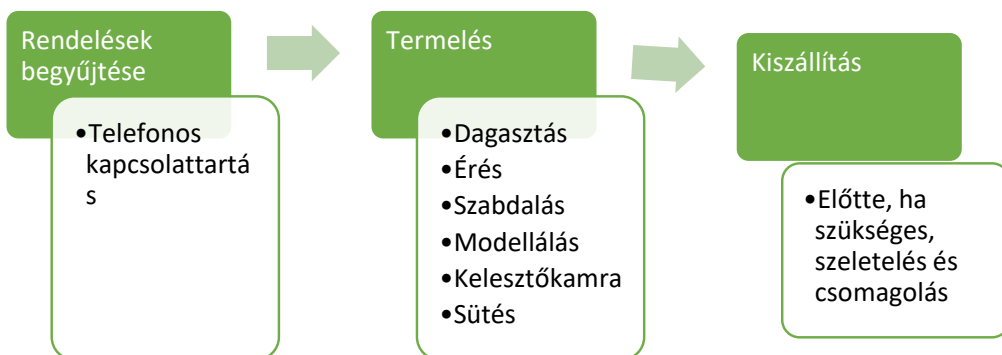 Rendelések
begyűjtése
•Telefonos
kapcsolattartá
s
Termelés
•Dagasztás
•Érés
•Szabdalás
•Modellálás
•Kelesztőkamra
•Sütés
Kiszállítás
•Előtte, ha
szükséges,
szeletelés és
csomagolás